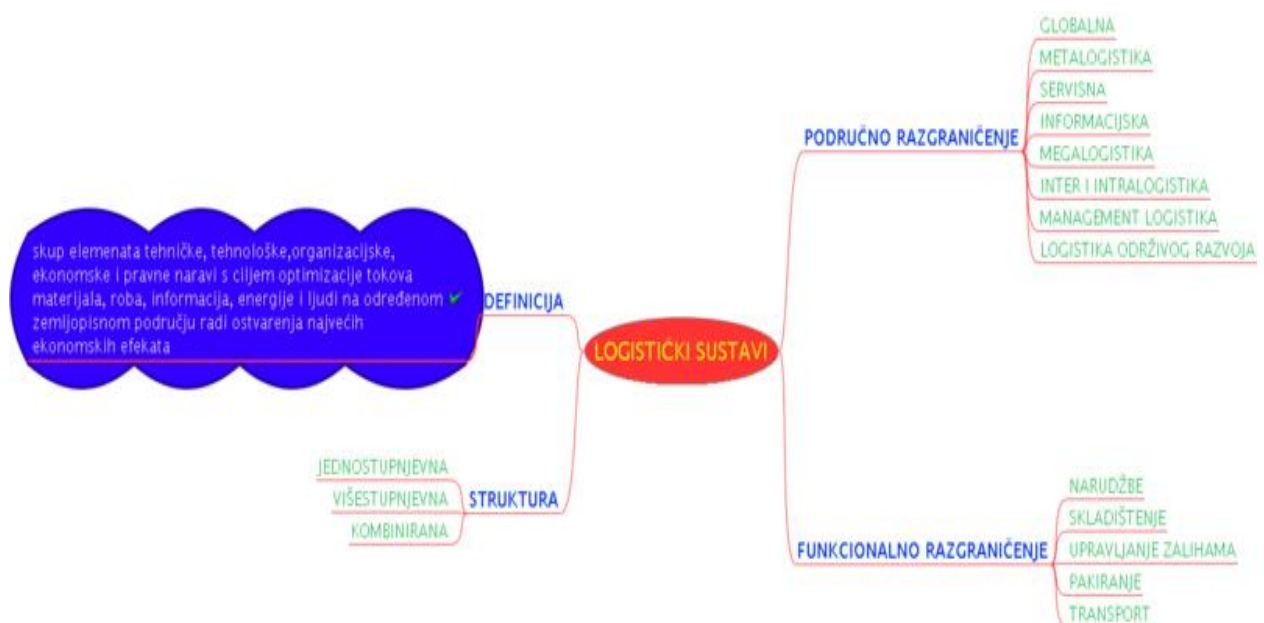 LOGISTIČKI SUSTAVI
DEFINICIJA
skup elemenata tehničke, tehnološke,organizacijske,
ekonomske i pravne naravi s ciljem optimizacije tokova
materijala, roba, informacija, energije i ljudi na određenom
zemljopisnom području radi ostvarenja najvećih
ekonomskih efekata
STRUKTURA
JEDNOSTUPNJEVNA
VIŠESTUPNJEVNA
KOMBINIRANA
PODRUČNO RAZGRANIČENJE
GLOBALNA
METALOGISTIKA
SERVISNA
INFORMACIJSKA
MEGALOGISTIKA
INTER I INTRALOGISTIKA
MANAGEMENT LOGISTIKA
LOGISTIKA ODRŽIVOG RAZVOJA
FUNKCIONALNO RAZGRANIČENJE
NARUDŽBE
SKLADIŠTENJE
UPRAVLJANJE ZALIHAMA
PAKIRANJE
TRANSPORT